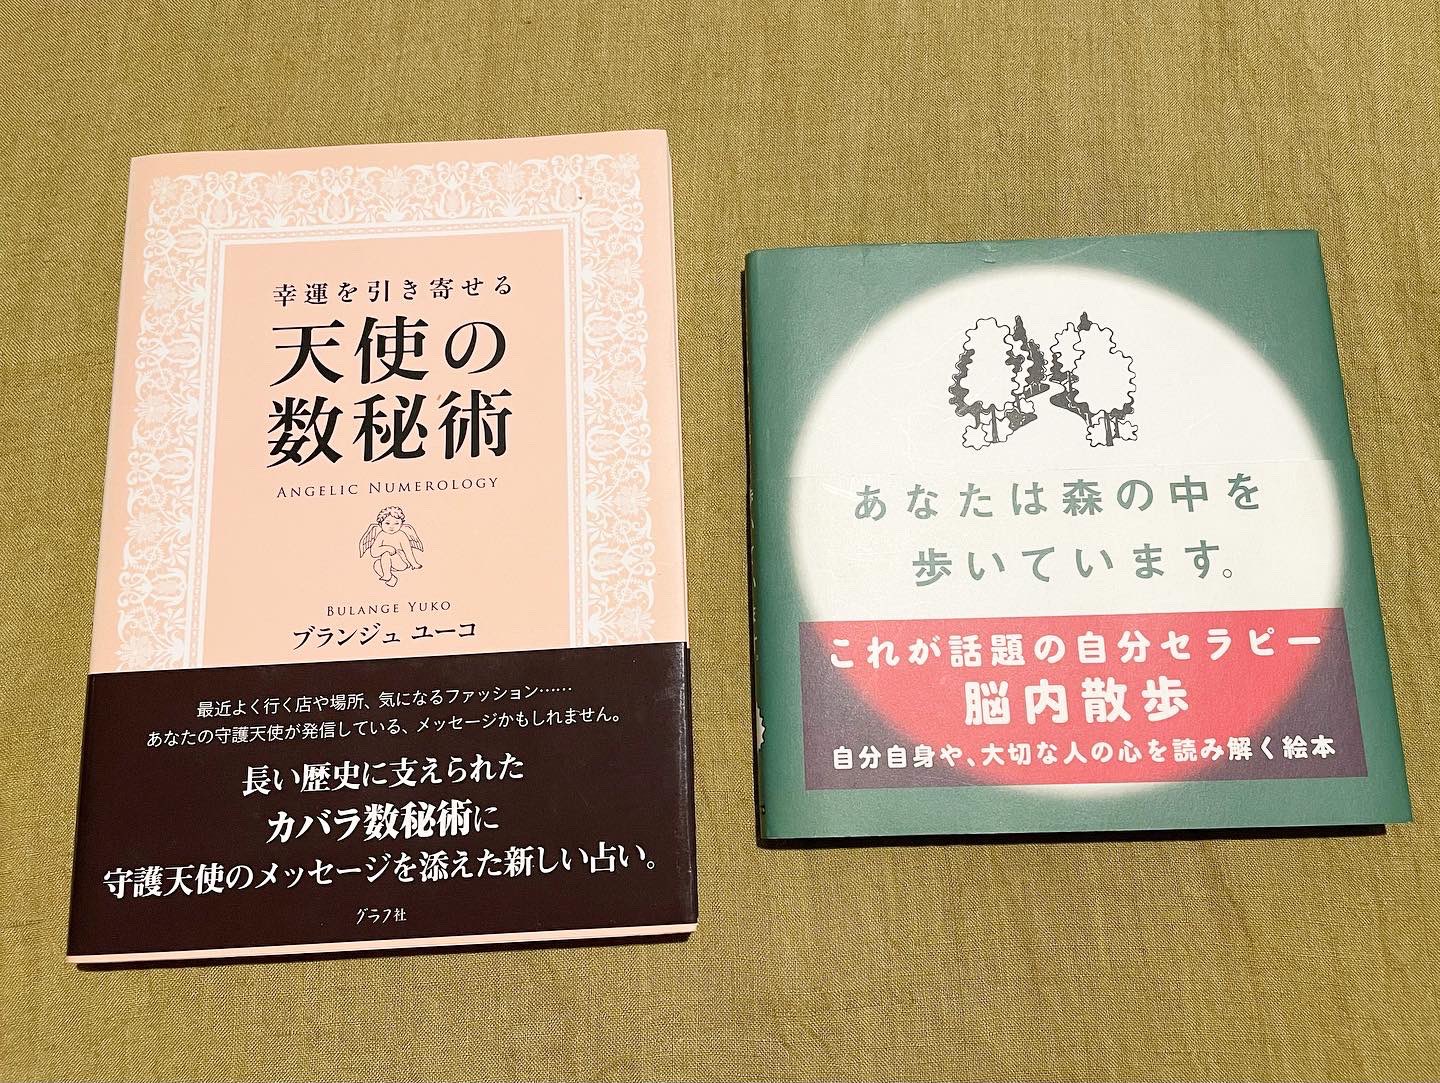 幸運を引き寄せる
天使の
数秘術
ANGELIC NUMEROLOGY
BULANGE YUKO
ブランジュ ユーコ
最近よく行く店や場所、気になるファッション……
あなたの守護天使が発信している、メッセージかもしれません。
長い歴史に支えられた
カバラ数秘術に
守護天使のメッセージを添えた新しい占い。
グラフ社
あなたは森の中を
歩いています。
これが話題の自分セラピー
脳内散歩
自分自身や、大切な人の心を読み解く絵本